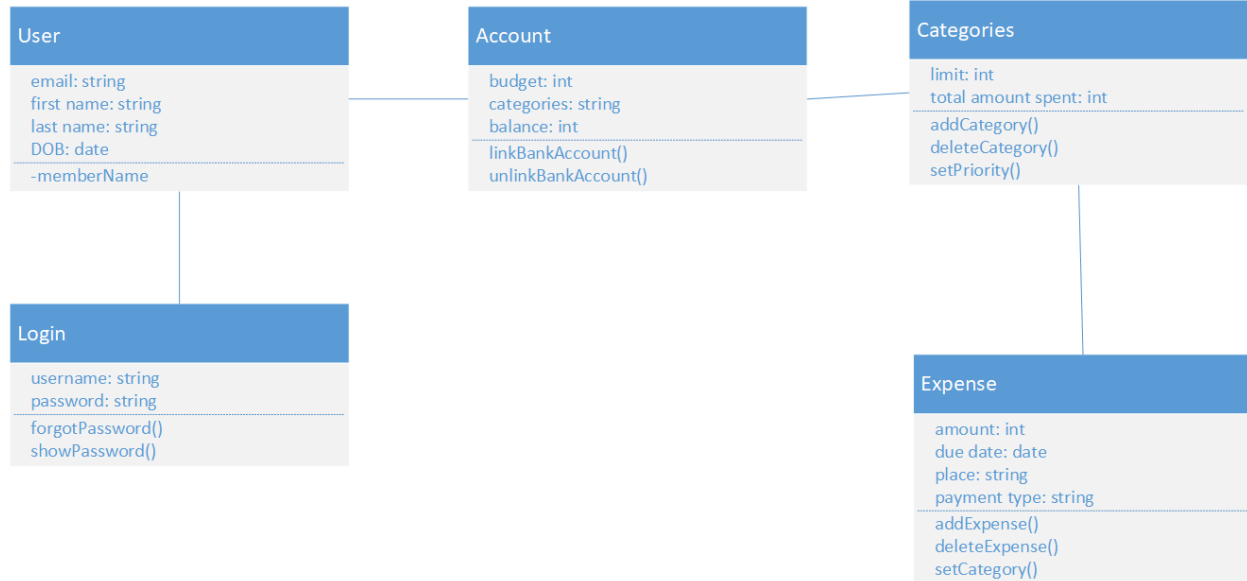 User
email: string
first name: string
last name: string
DOB: date
-memberName
Account
budget: int
categories: string
balance: int
linkBankAccount()
unlinkBankAccount()
Categories
limit: int
total amount spent: int
addCategory()
deleteCategory()
setPriority()
Login
username: string
password: string
forgotPassword()
showPassword()
Expense
amount: int
due date: date
place: string
payment type: string
addExpense()
deleteExpense()
setCategory()